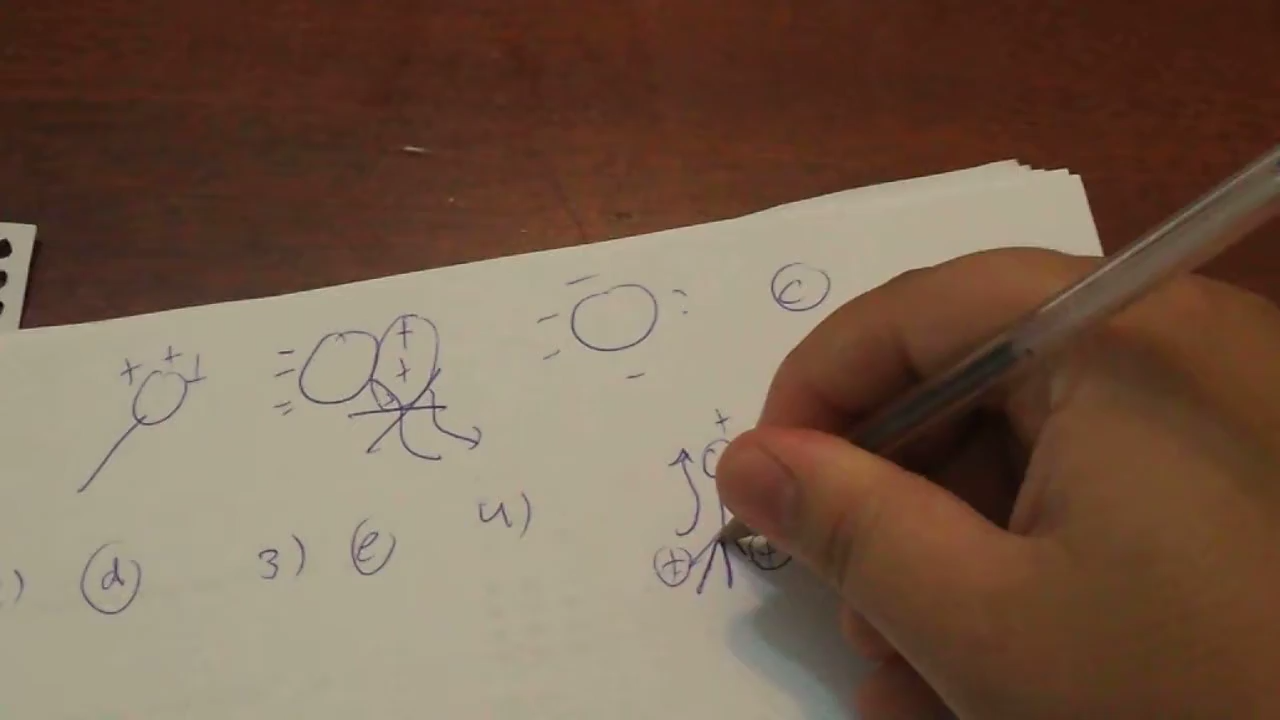 c
+ + +
+
+
+
d 3) e 4) + +